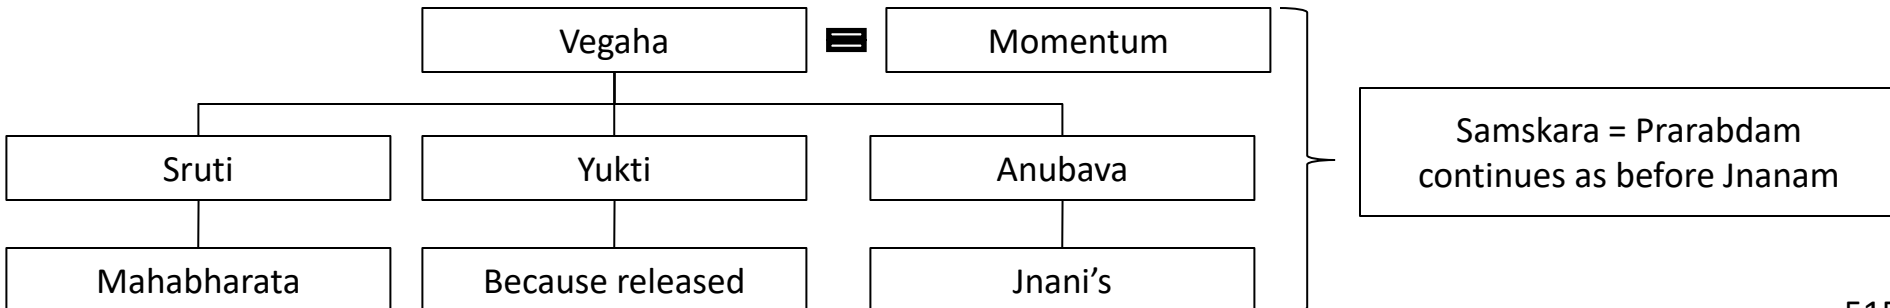 Vegaha = Momentum
Sruti Yukti Anubava
Samskara = Prarabdam
continues as before Jnanam
Mahabharata Because released Jnani's